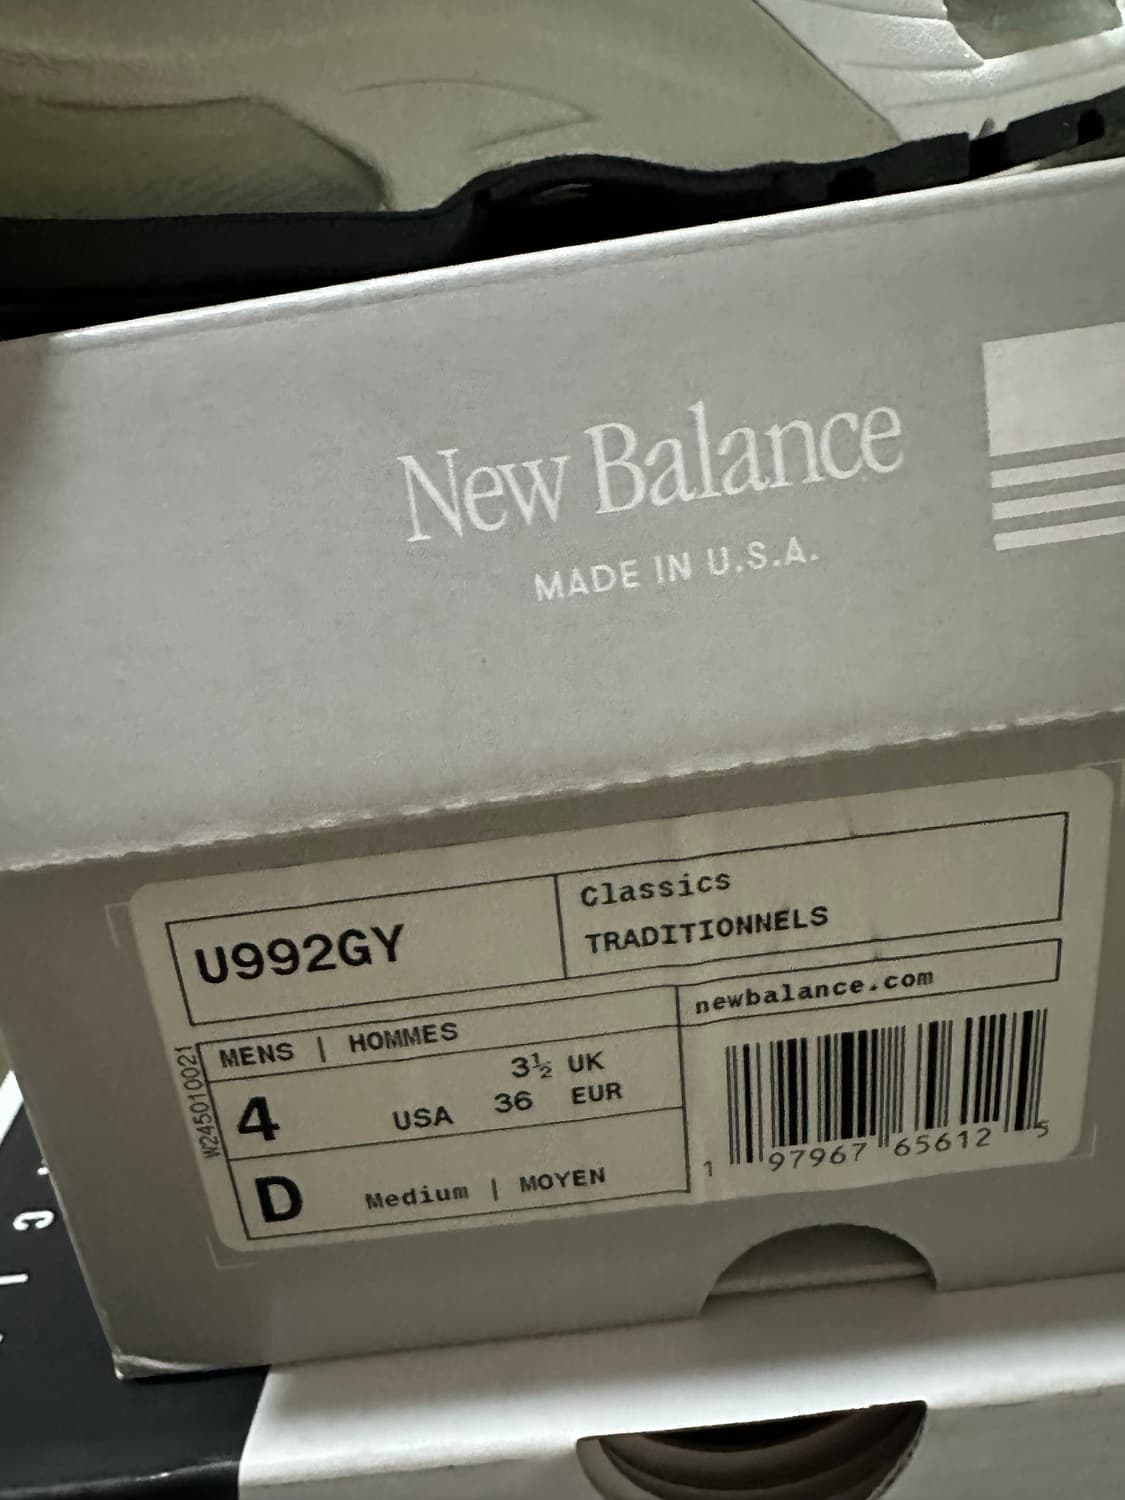 New Balance
MADE IN U.S.A.
U992GY
Classics
TRADITIONNELS
newbalance.com
MENS | HOMMES
4 USA
3½ UK
36 EUR
D Medium | MOYEN
W245010021
1 97967 65612 5